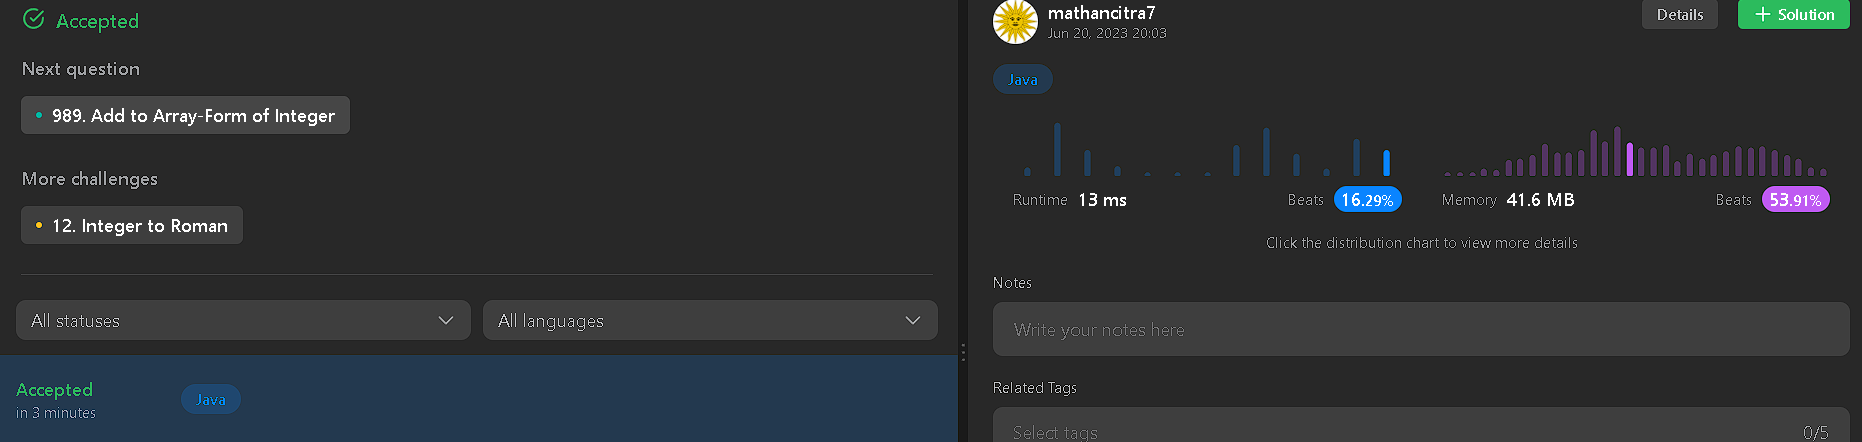 Accepted
Next question
989. Add to Array-Form of Integer
More challenges
12. Integer to Roman
All statuses
All languages
Accepted
in 3 minutes
Java
mathancitra7
Jun 20, 2023 20:03
Details
+ Solution
Java
Runtime 13 ms
Beats 16.29%
Memory 41.6 MB
Beats 53.91%
Click the distribution chart to view more details
Notes
Write your notes here
Related Tags
Select tags
0/5